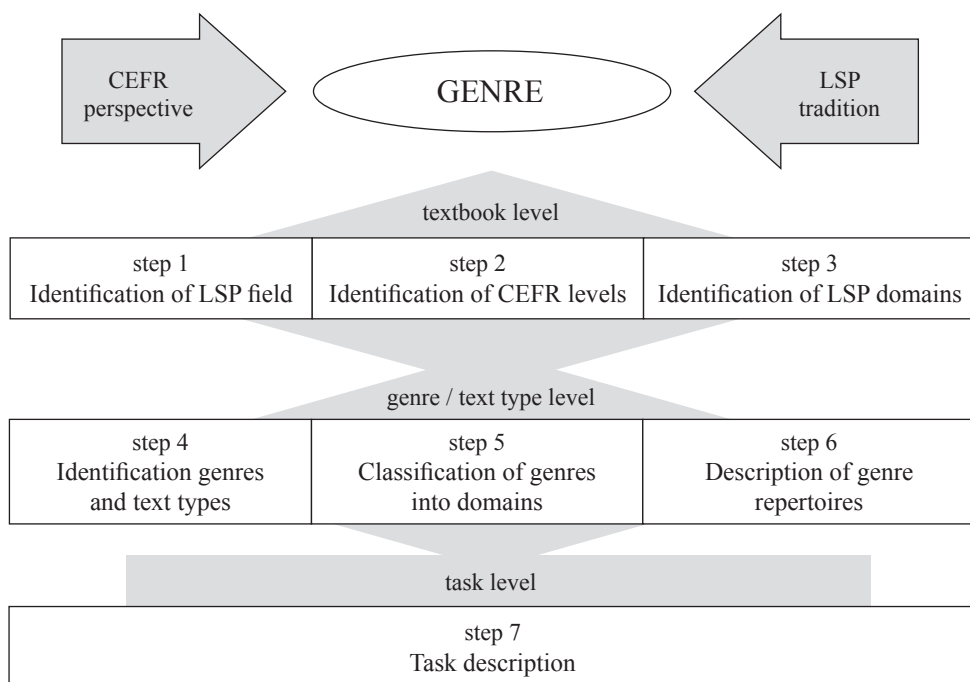 CEFR
perspective
GENRE
LSP
tradition
textbook level
step 1
Identification of LSP field
step 2
Identification of CEFR levels
step 3
Identification of LSP domains
genre / text type level
step 4
Identification genres
and text types
step 5
Classification of genres
into domains
step 6
Description of genre
repertoires
task level
step 7
Task description